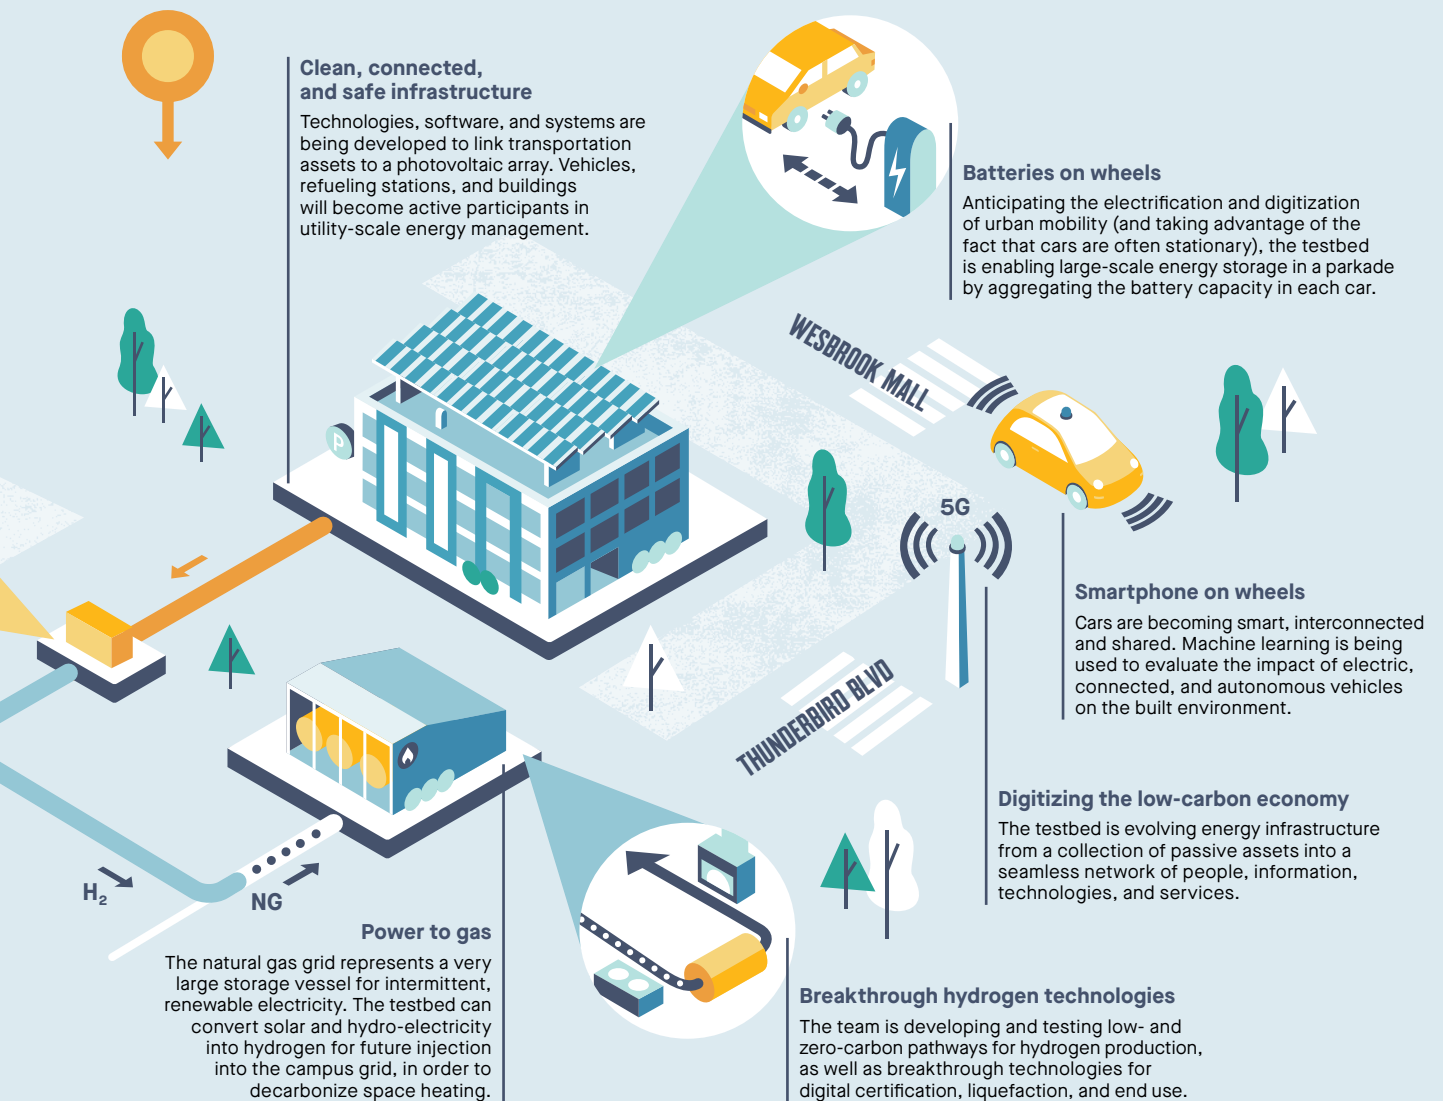 Clean, connected,
and safe infrastructure
Technologies, software, and systems are
being developed to link transportation
assets to a photovoltaic array. Vehicles,
refueling stations, and buildings
will become active participants in
utility-scale energy management.
Batteries on wheels
Anticipating the electrification and digitization
of urban mobility (and taking advantage of the
fact that cars are often stationary), the testbed
is enabling large-scale energy storage in a parkade
by aggregating the battery capacity in each car.
WESBROOK MALL
P
5G
Smartphone on wheels
Cars are becoming smart, interconnected
and shared. Machine learning is being
used to evaluate the impact of electric,
connected, and autonomous vehicles
on the built environment.
THUNDERBIRD BLVD
Digitizing the low-carbon economy
The testbed is evolving energy infrastructure
from a collection of passive assets into a
seamless network of people, information,
technologies, and services.
H₂
NG
Power to gas
The natural gas grid represents a very
large storage vessel for intermittent,
renewable electricity. The testbed can
convert solar and hydro-electricity
into hydrogen for future injection
into the campus grid, in order to
decarbonize space heating.
Breakthrough hydrogen technologies
The team is developing and testing low- and
zero-carbon pathways for hydrogen production,
as well as breakthrough technologies for
digital certification, liquefaction, and end use.